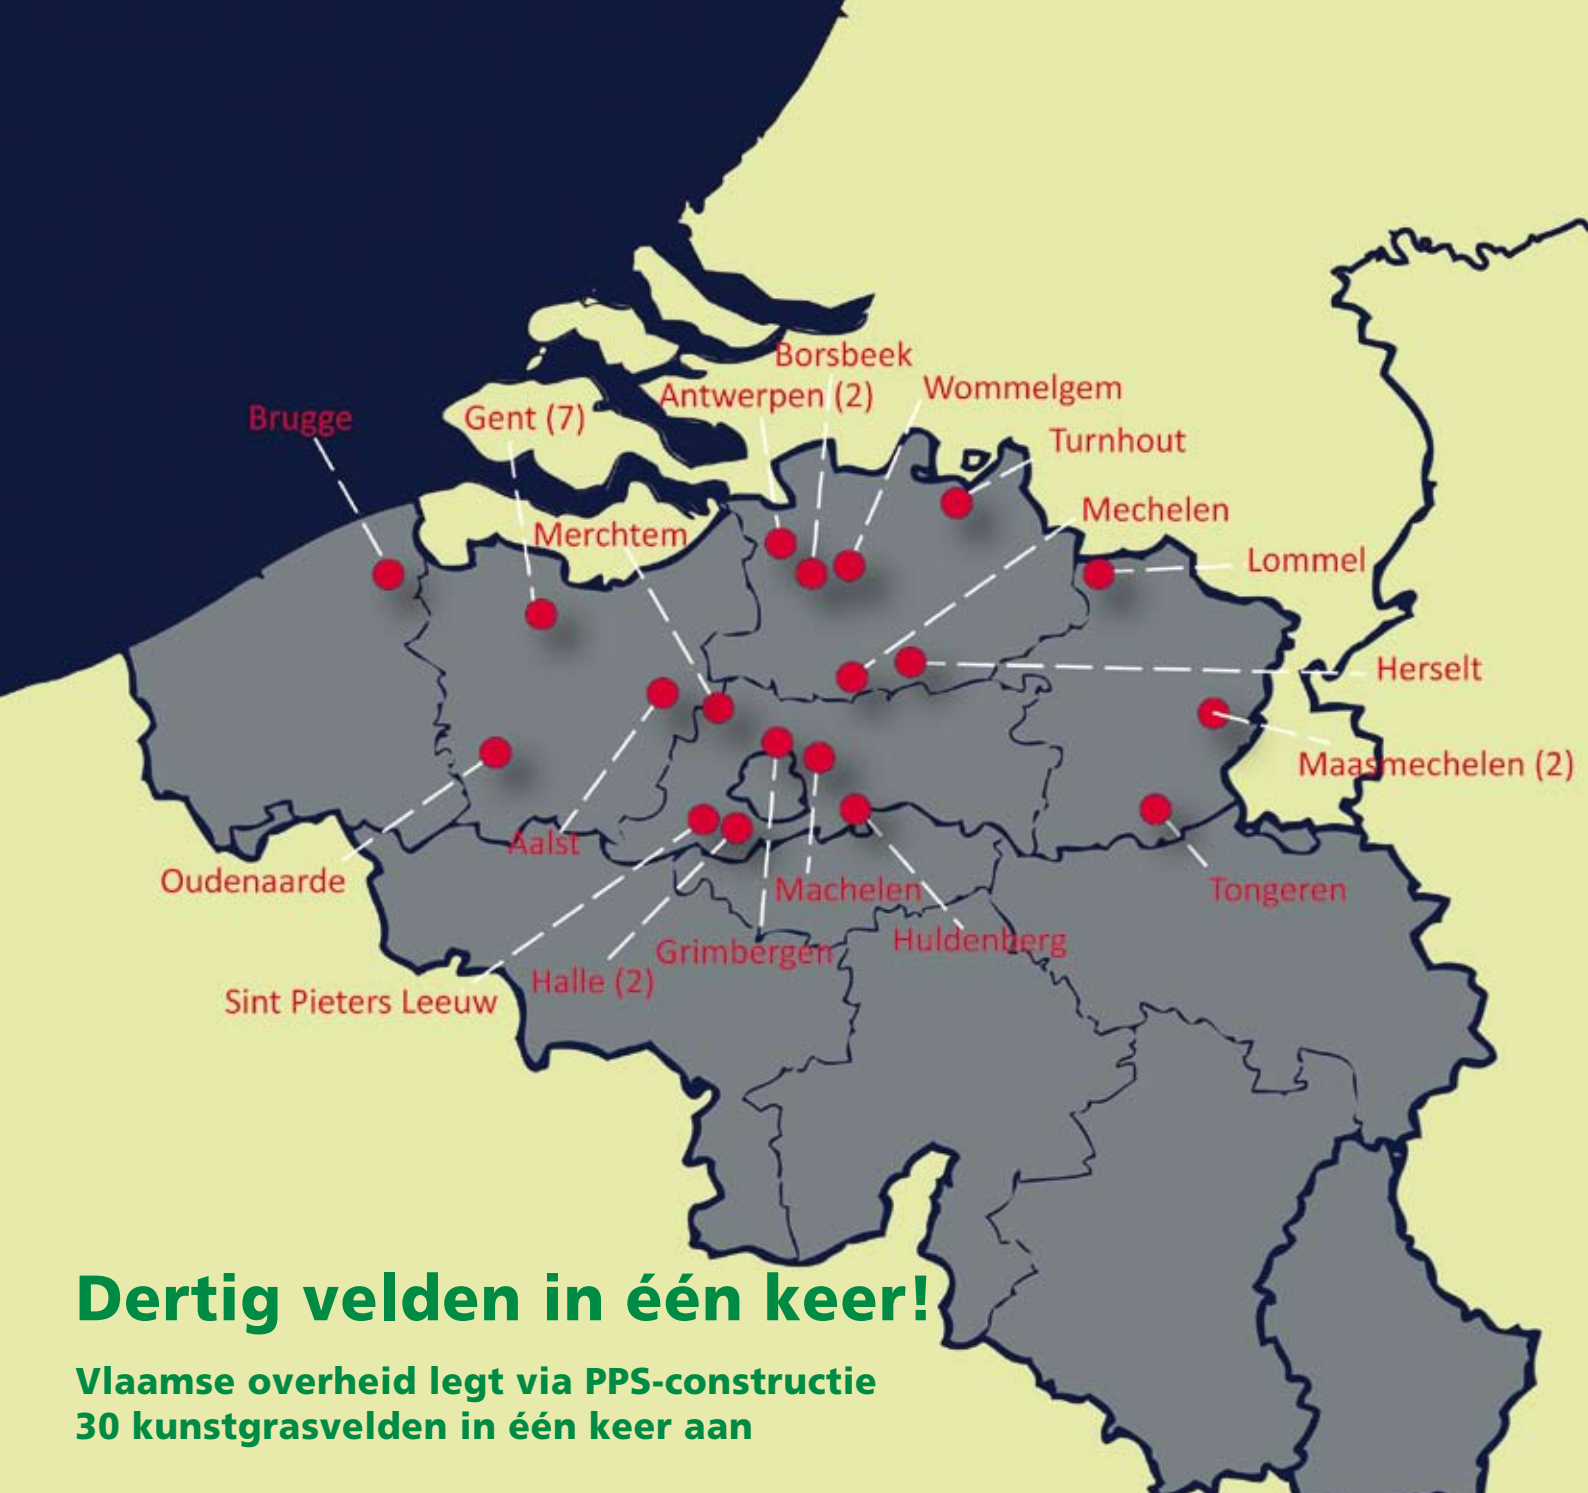 Borsbeek
Antwerpen (2)
Wommelgem
Brugge
Gent (7)
Turnhout
Mechelen
Merchtem
Lommel
Herselt
Maasmechelen (2)
Aalst
Oudenaarde
Machelen
Tongeren
Huldenberg
Grimbergen
Halle (2)
Sint Pieters Leeuw
Dertig velden in één keer!
Vlaamse overheid legt via PPS-constructie
30 kunstgrasvelden in één keer aan